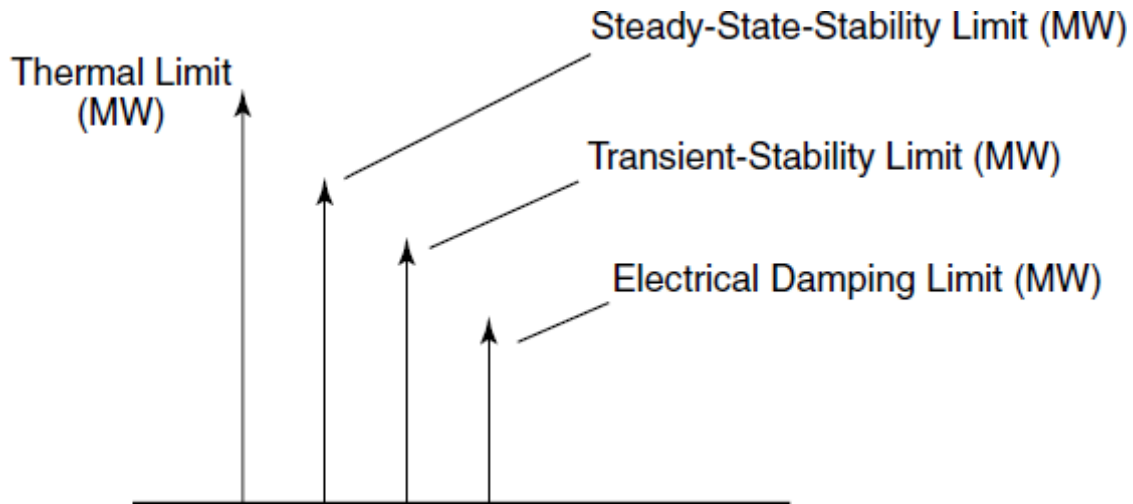 Steady-State-Stability Limit (MW)
Thermal Limit
(MW)
Transient-Stability Limit (MW)
Electrical Damping Limit (MW)